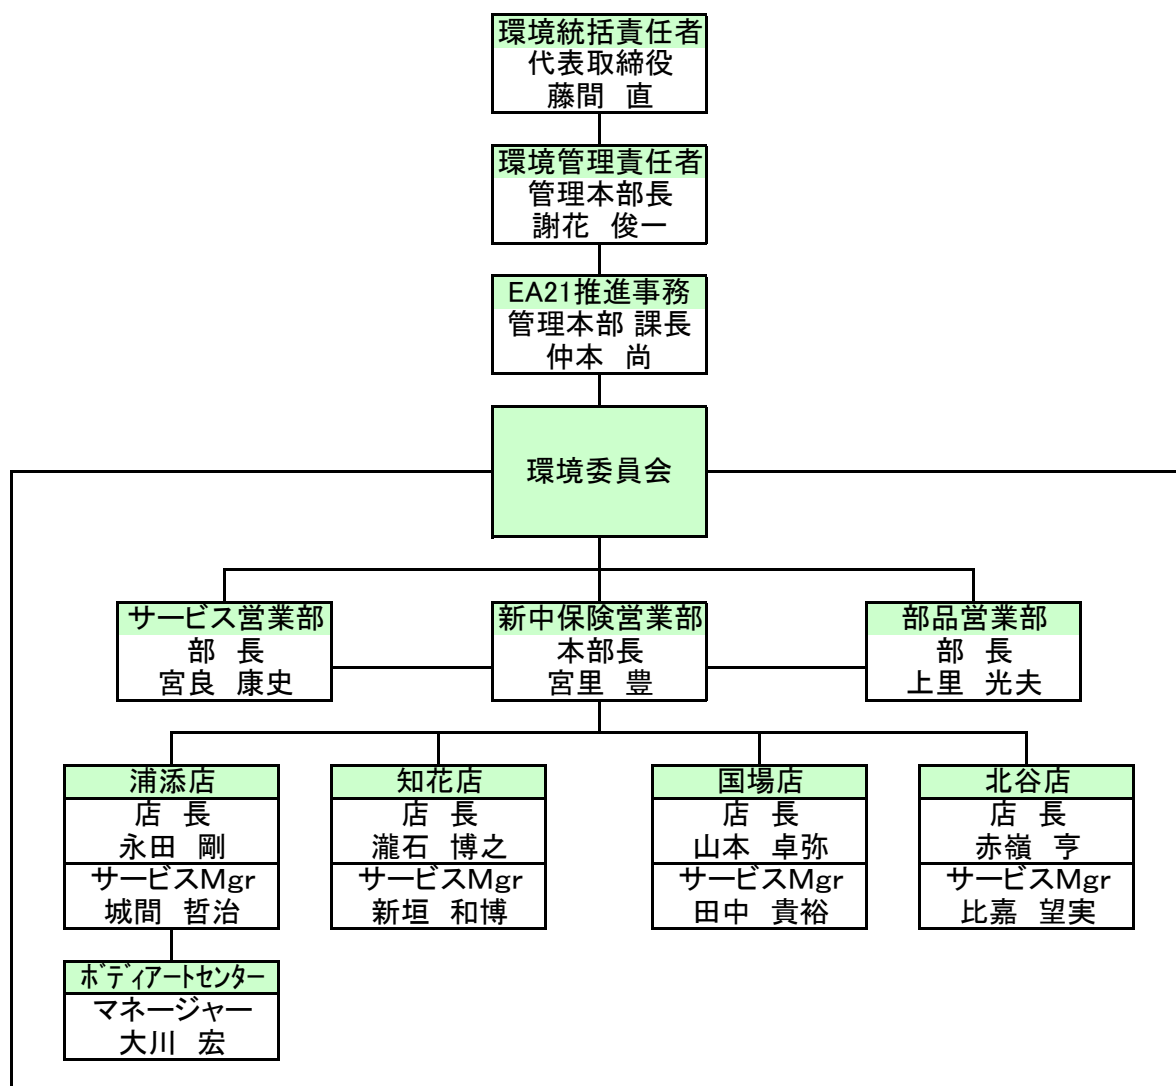 環境統括責任者
代表取締役
藤間 直
環境管理責任者
管理本部長
謝花 俊一
EA21推進事務
管理本部 課長
仲本 尚
環境委員会
サービス営業部
部 長
宮良 康史
新中保険営業部
本部長
宮里 豊
部品営業部
部 長
上里 光夫
浦添店
店 長
永田 剛
サービスMgr
城間 哲治
知花店
店 長
瀧石 博之
サービスMgr
新垣 和博
国場店
店 長
山本 卓弥
サービスMgr
田中 貴裕
北谷店
店 長
赤嶺 亨
サービスMgr
比嘉 望実
ボディアートセンター
マネージャー
大川 宏